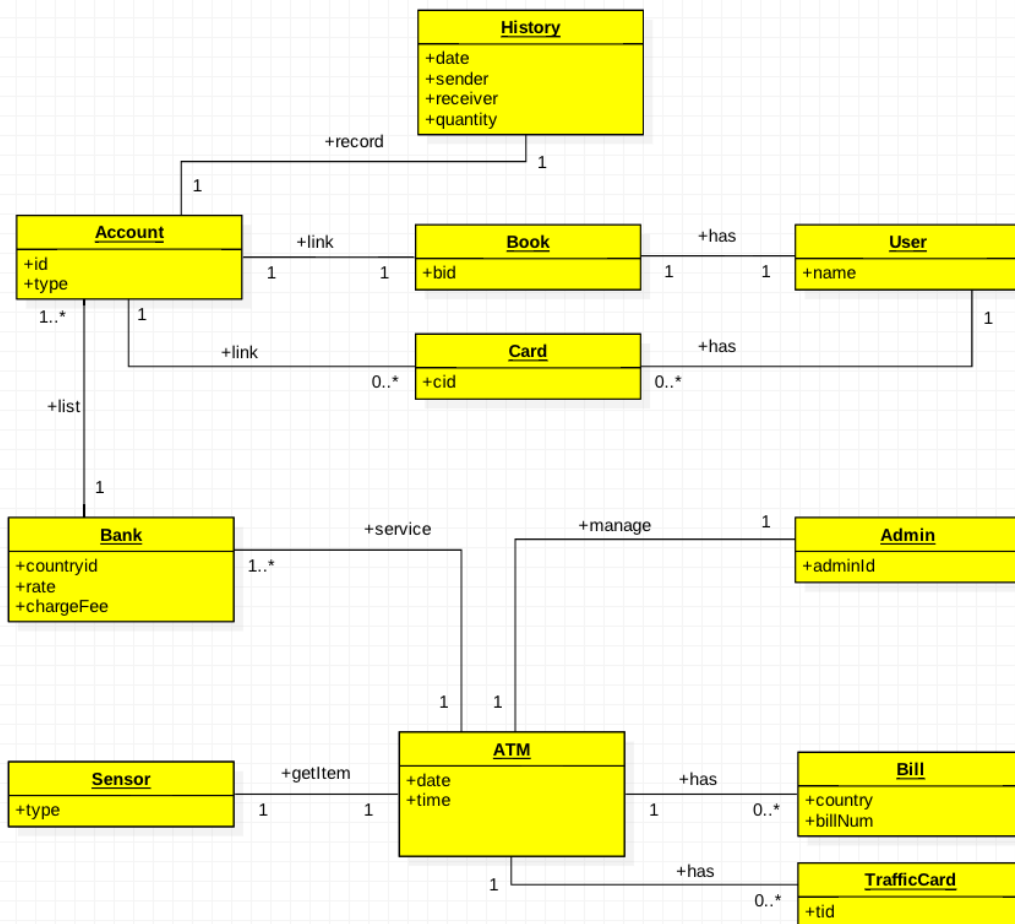 History
+date
+sender
+receiver
+quantity
+record
1
1
Account
+id
+type
+link
1
1
Book
+bid
+has
1
1
User
+name
1..*
1
+link
0..*
Card
+cid
+has
0..*
1
+list
1
Bank
+countryid
+rate
+chargeFee
+service
1..*
1
+manage
1
1
Admin
+adminId
ATM
+date
+time
Sensor
+type
+getItem
1
1
+has
1
0..*
Bill
+country
+billNum
+has
1
0..*
TrafficCard
+tid